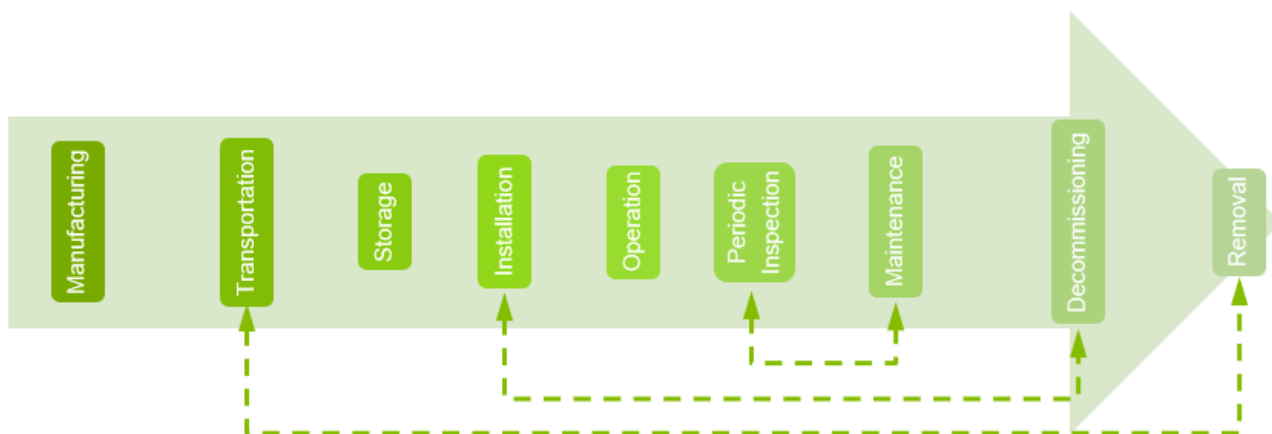 Manufacturing
Transportation
Storage
Installation
Operation
Periodic
Inspection
Maintenance
Decommissioning
Removal